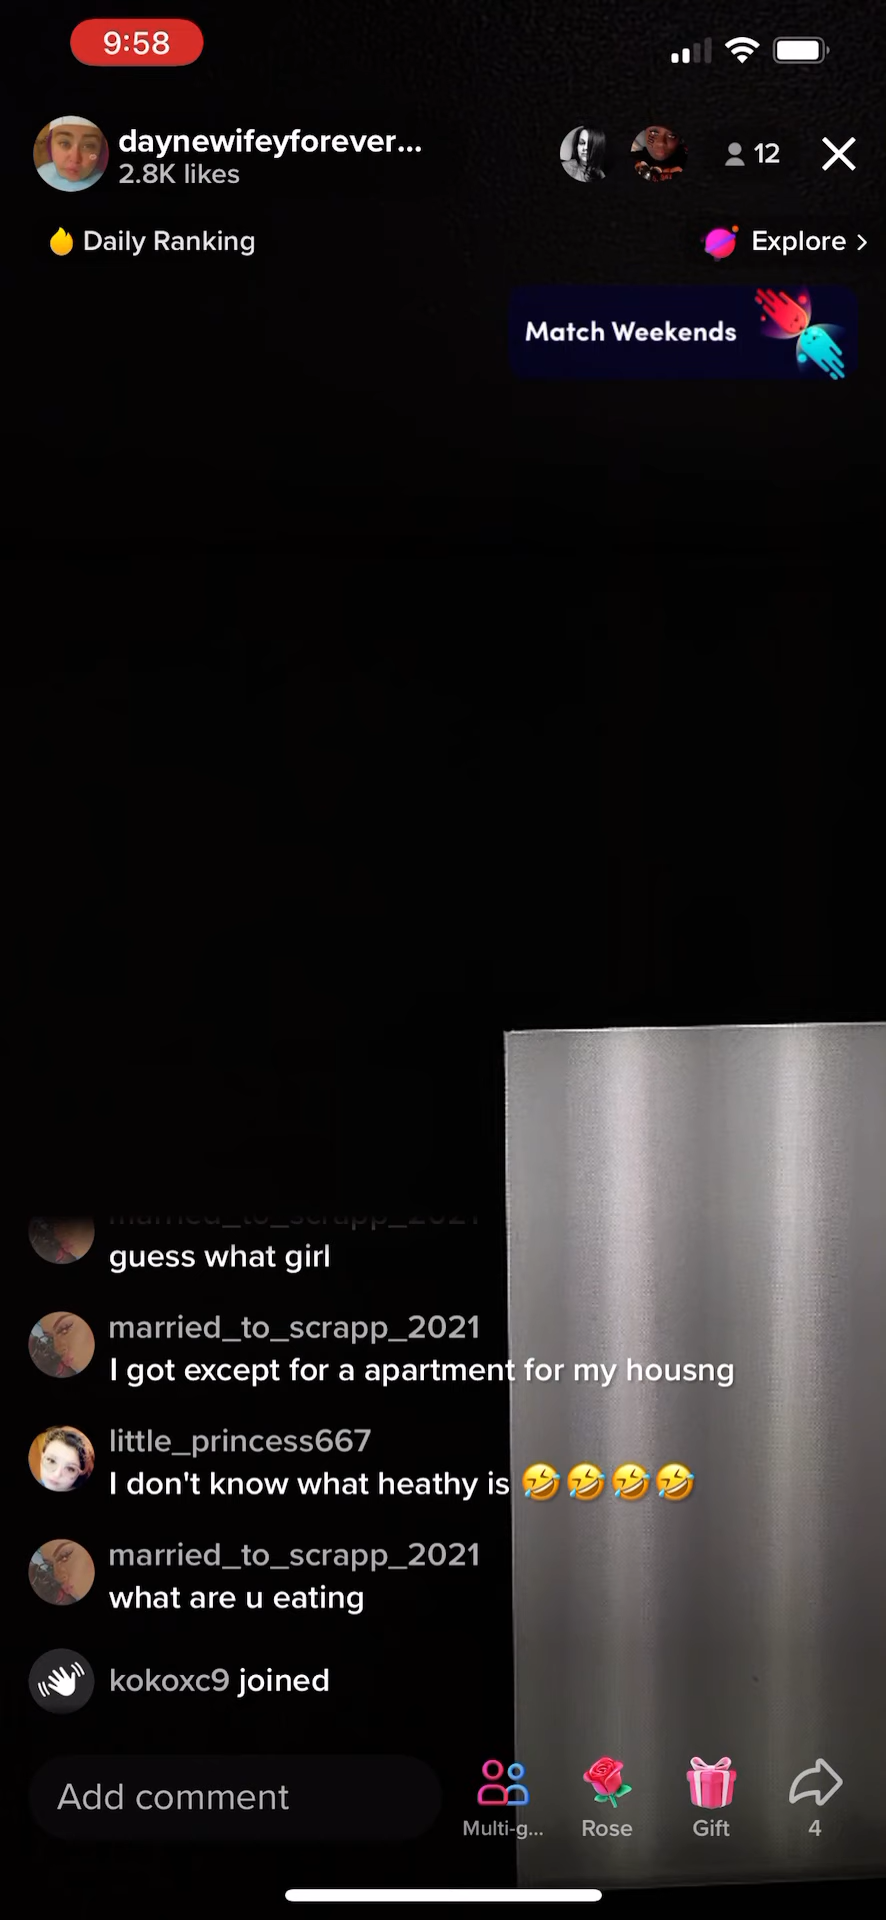 9:58
daynewifeyforever...
2.8K likes
12
Daily Ranking
Explore >
Match Weekends
married_to_scrapp_2021
guess what girl
married_to_scrapp_2021
I got except for a apartment for my housng
little_princess667
I don't know what heathy is 🤣🤣🤣🤣
married_to_scrapp_2021
what are u eating
kokoxc9 joined
Add comment
Multi-g...
Rose
Gift
4